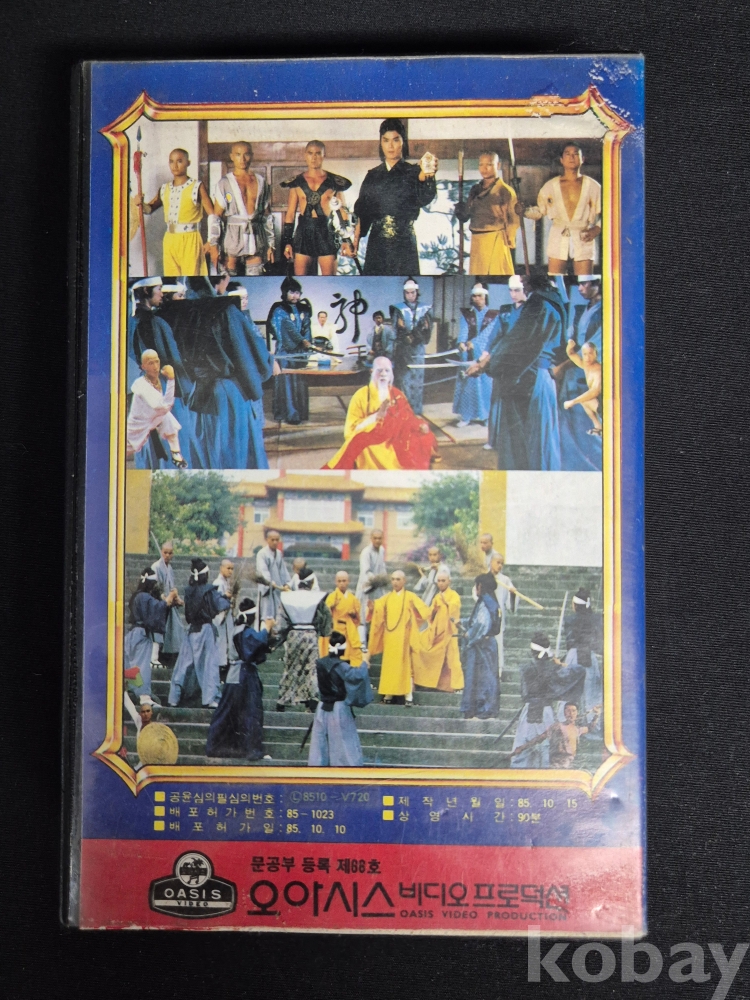 神
王
■ 공윤심의필심의번호 : ⓛ8510-V720
■ 배포허가번호 : 85-1023
■ 배포허가일 : 85. 10. 10
■ 제작년월일 : 85. 10. 15
■ 상영시간 : 90분
OASIS
VIDEO
문공부 등록 제68호
오아시스 비디오프로덕션
OASIS VIDEO PRODUCTION
kobay